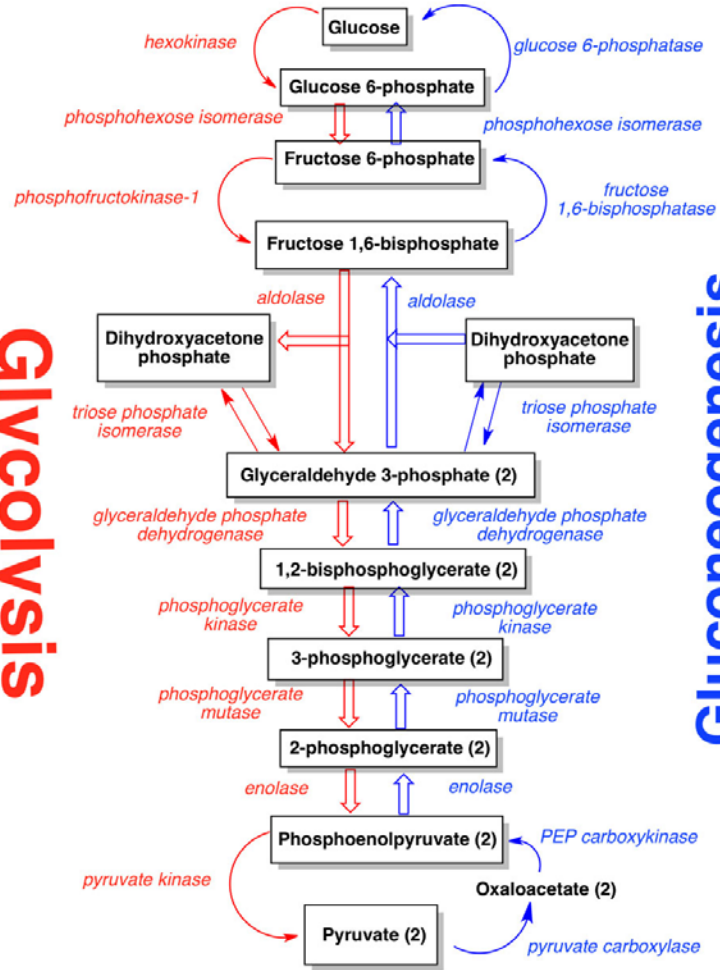 Glucose
hexokinase
glucose 6-phosphatase
Glucose 6-phosphate
phosphohexose isomerase
phosphohexose isomerase
Fructose 6-phosphate
phosphofructokinase-1
fructose
1,6-bisphosphatase
Fructose 1,6-bisphosphate
aldolase
aldolase
Dihydroxyacetone
phosphate
Dihydroxyacetone
phosphate
triose phosphate
isomerase
triose phosphate
isomerase
Glyceraldehyde 3-phosphate (2)
glyceraldehyde phosphate
dehydrogenase
glyceraldehyde phosphate
dehydrogenase
1,2-bisphosphoglycerate (2)
phosphoglycerate
kinase
phosphoglycerate
kinase
3-phosphoglycerate (2)
phosphoglycerate
mutase
phosphoglycerate
mutase
2-phosphoglycerate (2)
enolase
enolase
Phosphoenolpyruvate (2)
PEP carboxykinase
pyruvate kinase
Oxaloacetate (2)
Pyruvate (2)
pyruvate carboxylase
Glycolysis
Gluconeogenesis